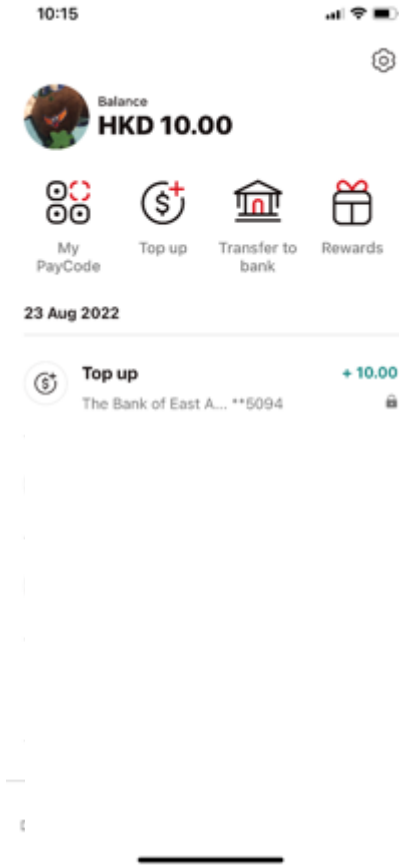 10:15
Balance
HKD 10.00
My PayCode
Top up
Transfer to bank
Rewards
23 Aug 2022
Top up
+ 10.00
The Bank of East A... **5094